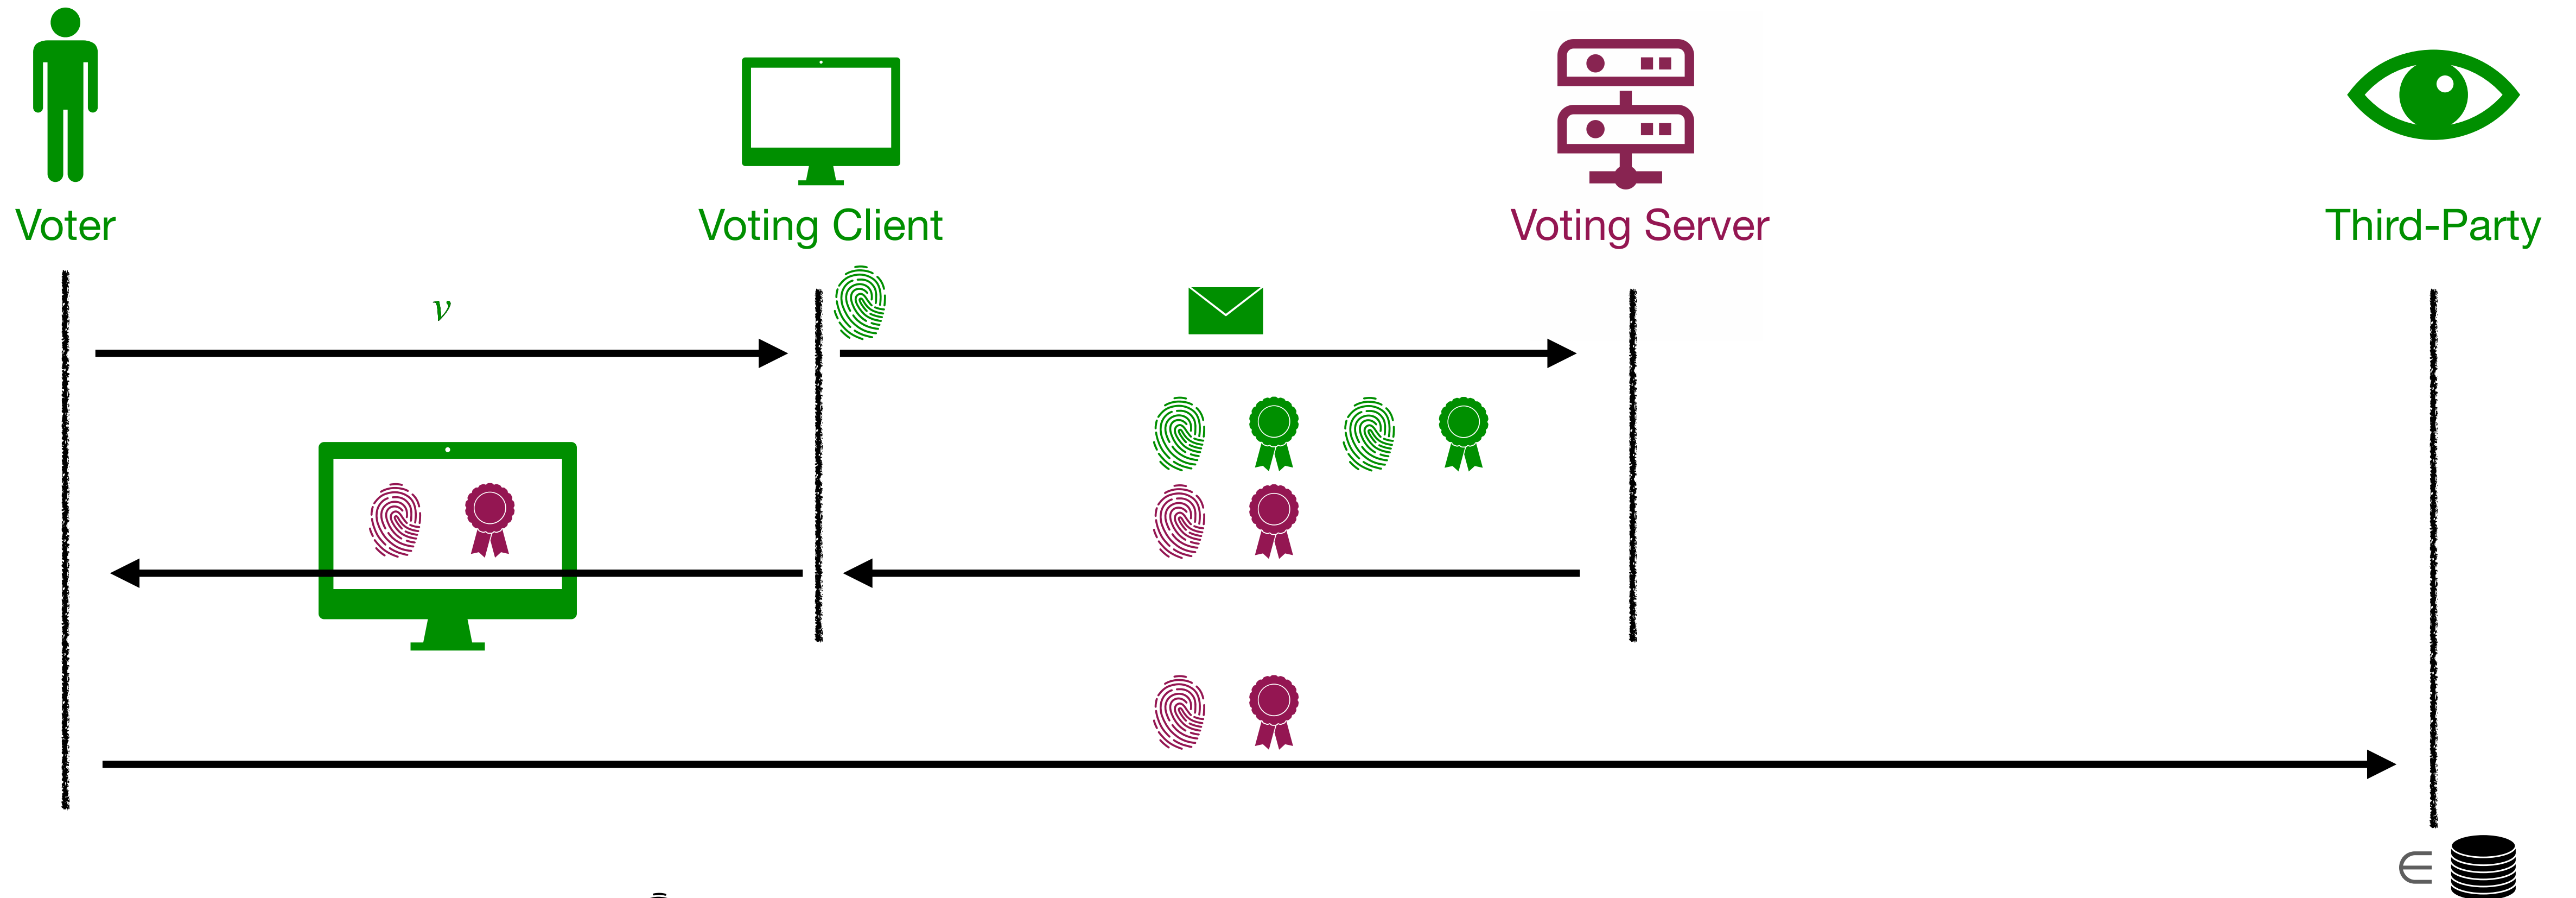 Voter
Voting Client
Voting Server
Third-Party
v
∈